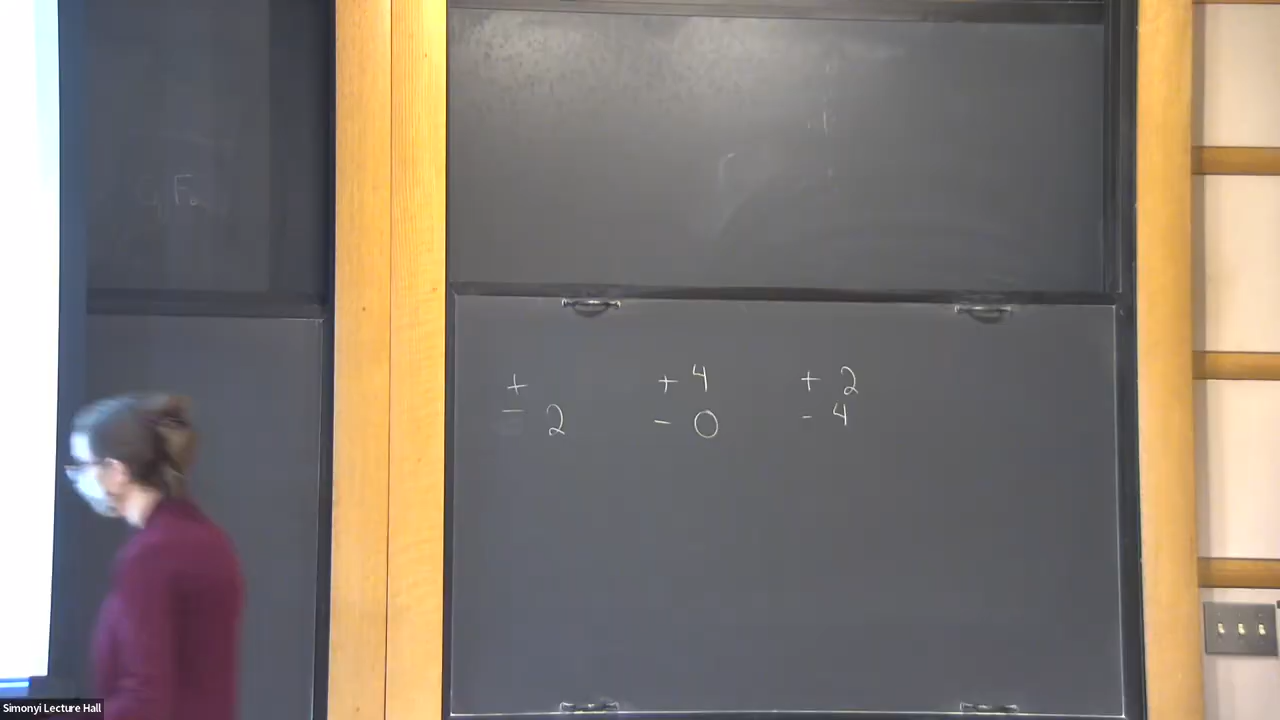 + + 4 + 2
- 2 - 0 - 4
F
Simonyi Lecture Hall